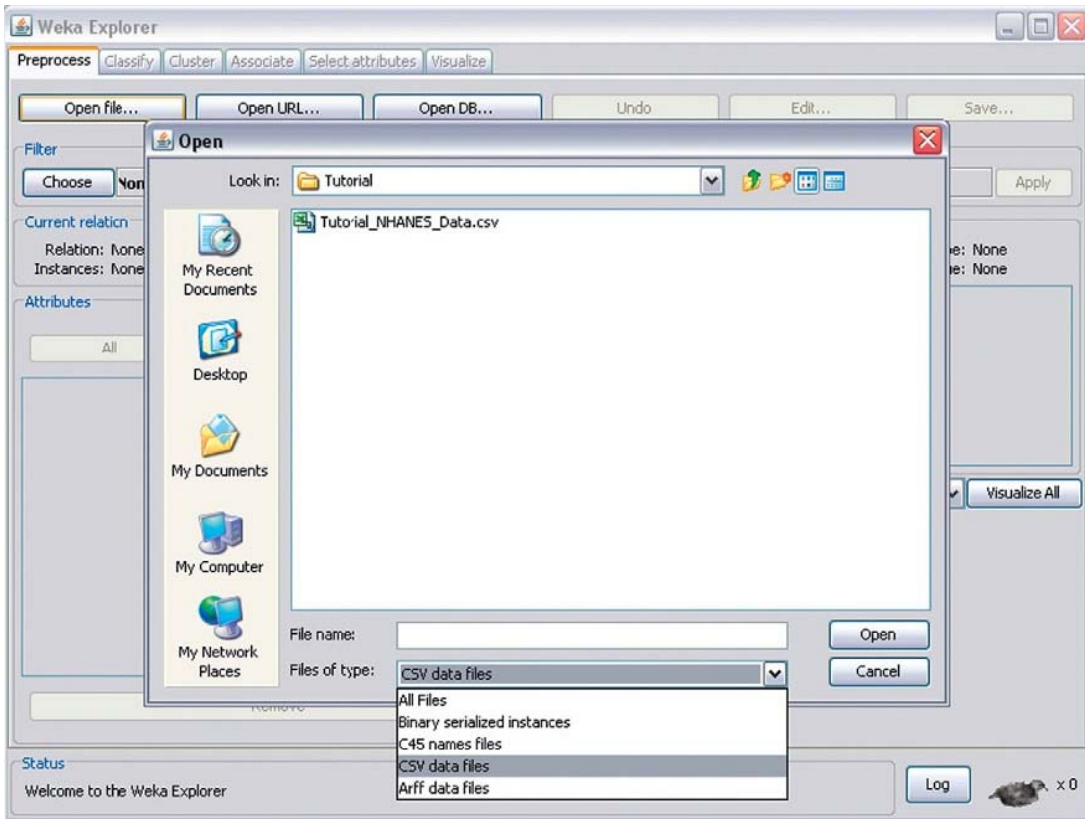 Weka Explorer
Preprocess Classify Cluster Associate Select attributes Visualize
Open file... Open URL... Open DB... Undo Edit... Save...
Filter
Choose Non Apply
Open
Look in: Tutorial
Tutorial_NHANES_Data.csv
Current relation
Relation: None
Instances: None
e: None
e: None
Attributes
All
My Recent
Documents
Desktop
My Documents
My Computer
My Network
Places
Visualize All
File name: Open
Files of type: CSV data files Cancel
All Files
Binary serialized instances
C45 names files
CSV data files
Arff data files
Remove
Status
Welcome to the Weka Explorer
Log x 0